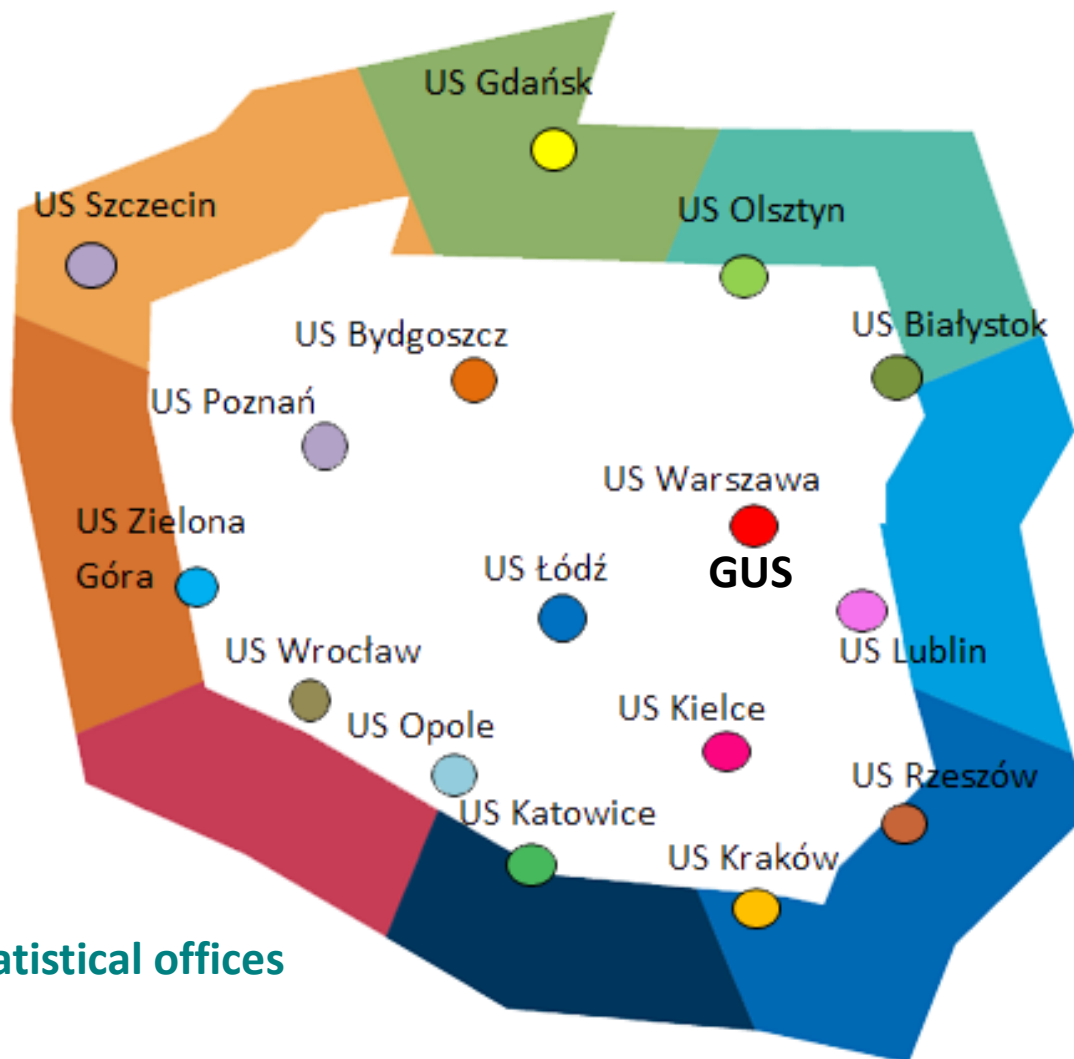 US Gdańsk
US Szczecin
US Olsztyn
US Bydgoszcz
US Białystok
US Poznań
US Warszawa
GUS
US Zielona
Góra
US Łódź
US Wrocław
US Lublin
US Opole
US Kielce
US Rzeszów
US Katowice
US Kraków
atistical offices